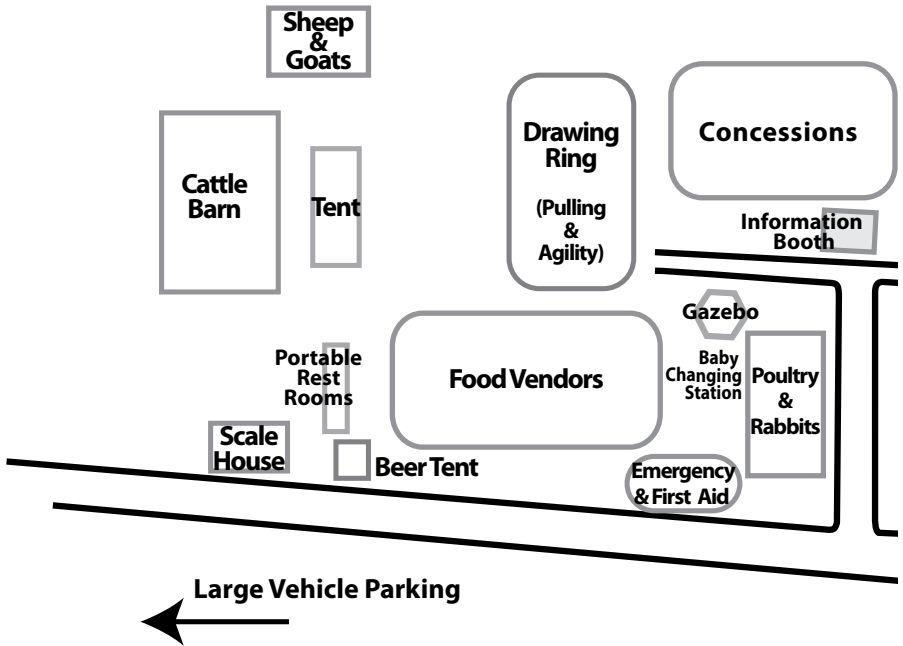 Sheep
&
Goats
Drawing
Ring
(Pulling
&
Agility)
Concessions
Cattle
Barn
Tent
Information
Booth
Gazebo
Portable
Rest
Rooms
Food Vendors
Baby
Changing
Station
Poultry
&
Rabbits
Scale
House
Beer Tent
Emergency
& First Aid
Large Vehicle Parking